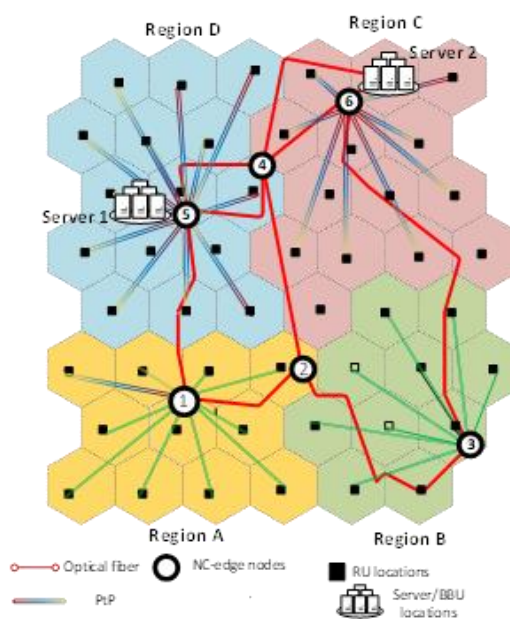 Region D
Region C
Server 2
6
4
Server 1
5
2
1
3
Region A
Region B
Optical fiber
NC-edge nodes
RU locations
PtP
Server/BBU
locations